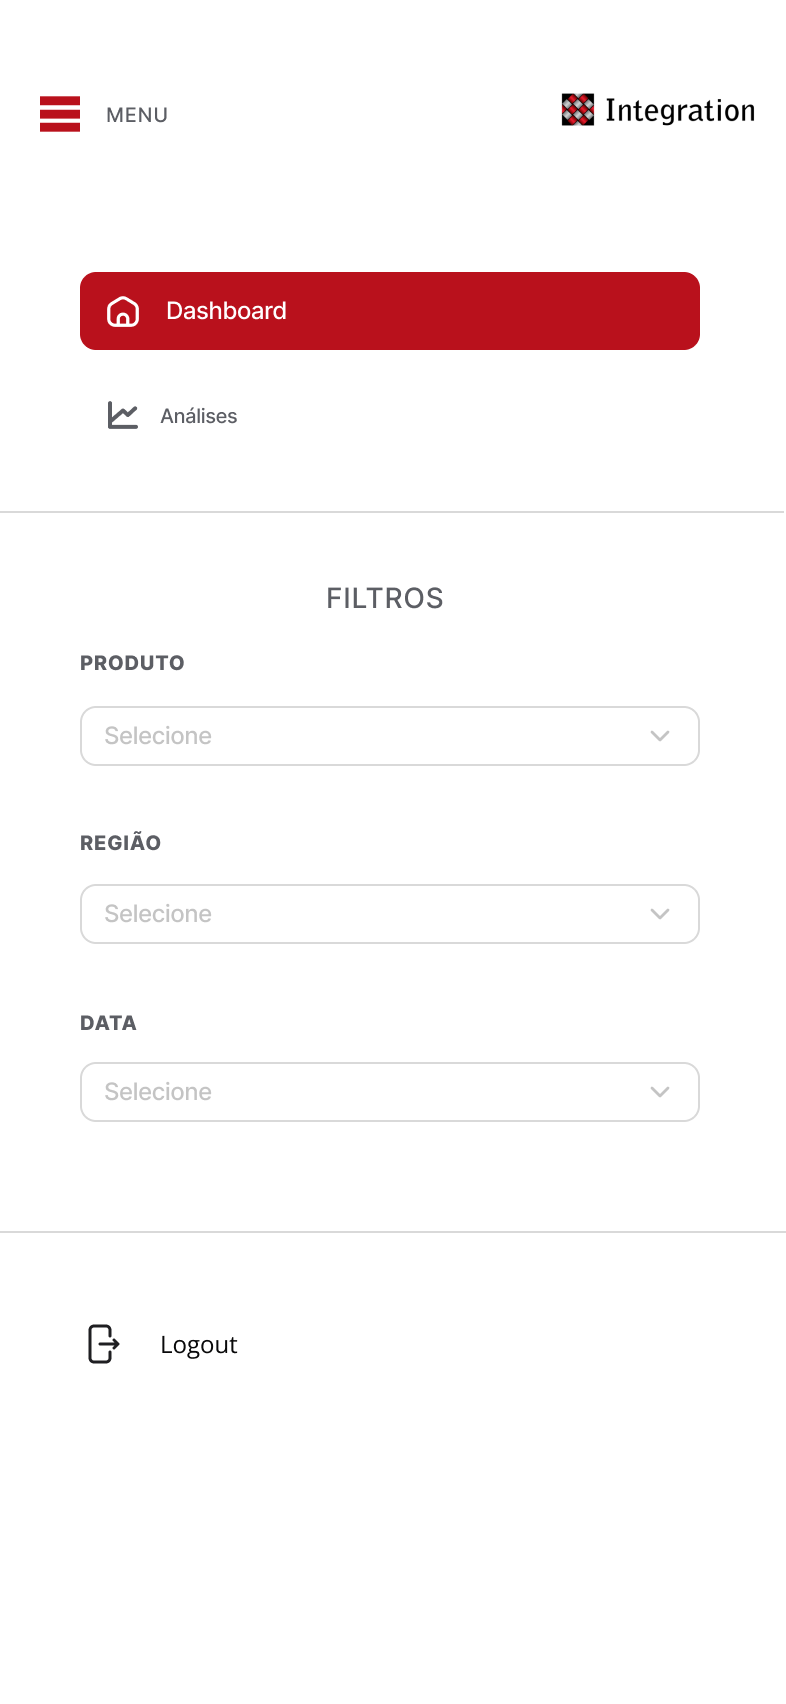 MENU
Integration
Dashboard
Análises
FILTROS
PRODUTO
Selecione
REGIÃO
Selecione
DATA
Selecione
Logout